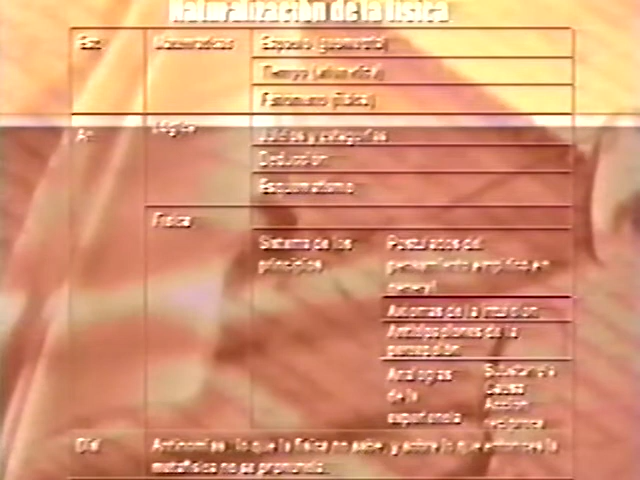 Naturalización de la física
Est Matemáticas Espacio (geometría)
Tiempo (aritmética)
Fenómeno (física)
An Lógica Juicios y categorías
Deducción
Esquematismo
Física
Sistema de los Postulados del
principios pensamiento empírico en
general
Axiomas de la intuición
Anticipaciones de la
percepción
Analogías Substancia
de la Causa
experiencia Acción
recíproca
Dial Antinomias: lo que la física no sabe, y sobre lo que entonces la
metafísica no se pronuncia.